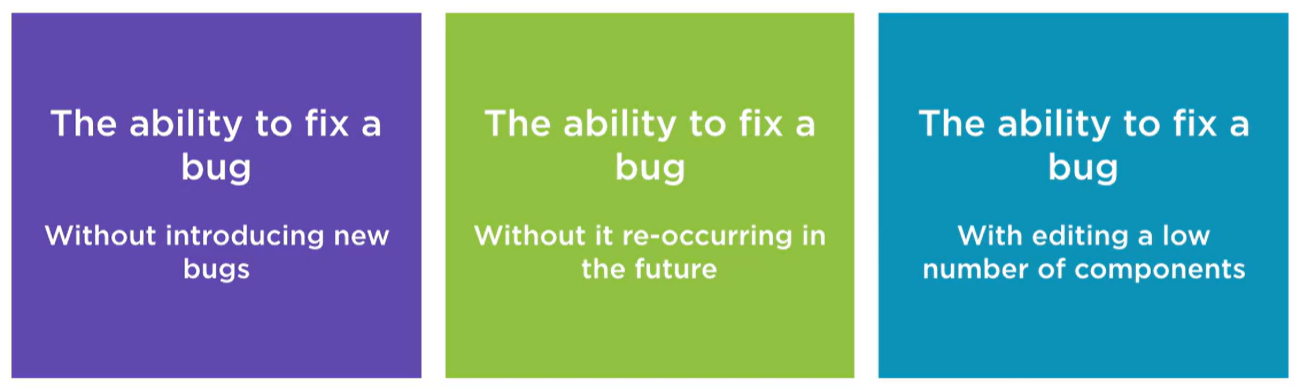 The ability to fix a
bug
Without introducing new
bugs
The ability to fix a
bug
Without it re-occurring in
the future
The ability to fix a
bug
With editing a low
number of components